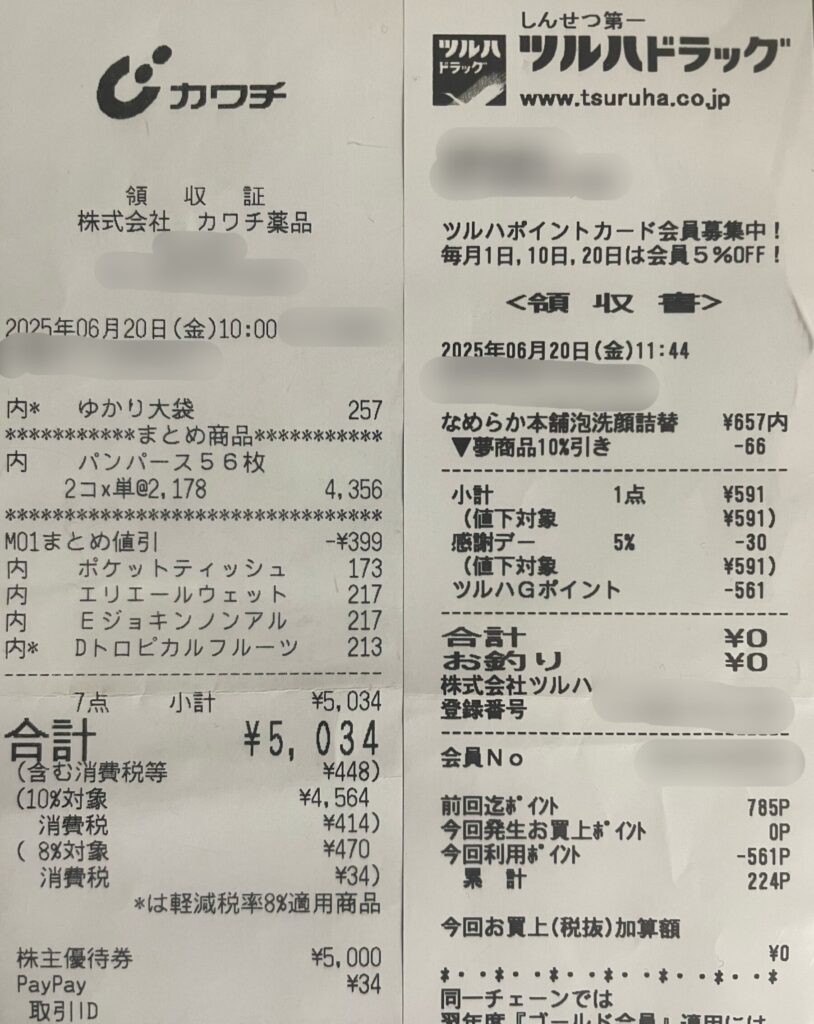 カワチ
領 収 証
株式会社 カワチ薬品
2025年06月20日(金)10:00
内* ゆかり大袋 257
***********まとめ商品***********
内 パンパース56枚
2コx単@2,178 4,356
********************************
M01まとめ値引 -¥399
内 ポケットティッシュ 173
内 エリエールウェット 217
内 Eジョキンノンアル 217
内* Dトロピカルフルーツ 213
7点 小計 ¥5,034
合計 ¥5,034
(含む消費税等 ¥448)
(10%対象 ¥4,564
消費税 ¥414)
( 8%対象 ¥470
消費税 ¥34)
*は軽減税率8%適用商品
株主優待券 ¥5,000
PayPay ¥34
取引ID
しんせつ第一
ツルハドラッグ
ツルハ
ドラッグ
www.tsuruha.co.jp
ツルハポイントカード会員募集中!
毎月1日,10日,20日は会員5%OFF!
<領 収 書>
2025年06月20日(金)11:44
なめらか本舗泡洗顔詰替 ¥657内
▼夢商品10%引き -66
小計 1点 ¥591
(値下対象 ¥591)
感謝デー 5% -30
(値下対象 ¥591)
ツルハGポイント -561
合計 ¥0
お釣り ¥0
株式会社ツルハ
登録番号
会員No
前回迄ポイント 785P
今回発生お買上ポイント 0P
今回利用ポイント -561P
累 計 224P
今回お買上(税抜)加算額
¥0
*・・*・・*・・*・・*・・*・・*
同一チェーンでは
翌年度『ゴールド会員』適用には